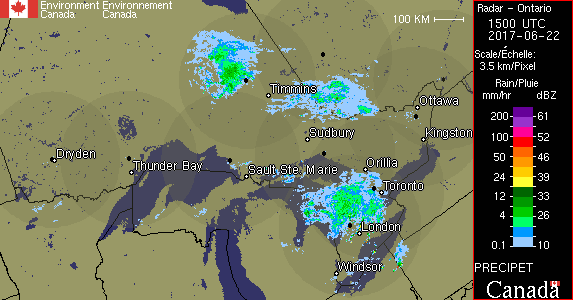 Environment Environnement
Canada Canada
100 KM
Radar - Ontario
1500 UTC
2017-06-22
Scale/Échelle:
3.5 km/Pixel
Rain/Pluie
mm/hr dBZ
200 61
100 52
50 46
24 39
12 33
4 26
0.1 10
PRECIPET
Canada
Timmins
Ottawa
Sudbury
Kingston
Dryden
Thunder Bay
Sault Ste. Marie
Orillia
Toronto
London
Windsor